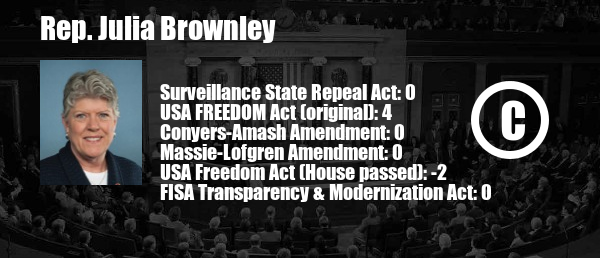 Rep. Julia Brownley
Surveillance State Repeal Act: 0
USA FREEDOM Act (original): 4
Conyers-Amash Amendment: 0
Massie-Lofgren Amendment: 0
USA Freedom Act (House passed): -2
FISA Transparency & Modernization Act: 0
C